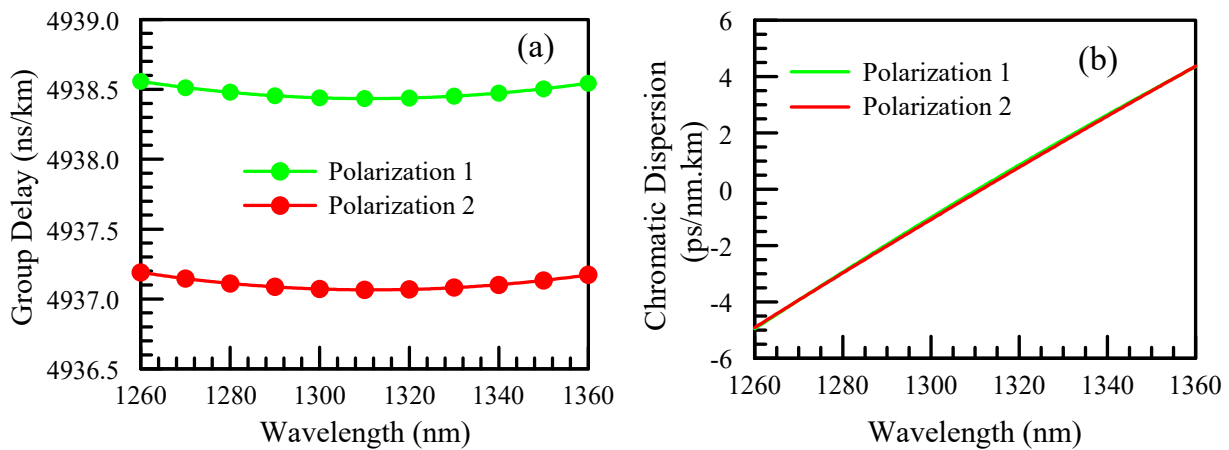 4939.0
4938.5
4938.0
4937.5
4937.0
4936.5
Group Delay (ns/km)
(a)
Polarization 1
Polarization 2
1260 1280 1300 1320 1340 1360
Wavelength (nm)
6
4
2
0
-2
-4
-6
Chromatic Dispersion
(ps/nm.km)
(b)
Polarization 1
Polarization 2
1260 1280 1300 1320 1340 1360
Wavelength (nm)